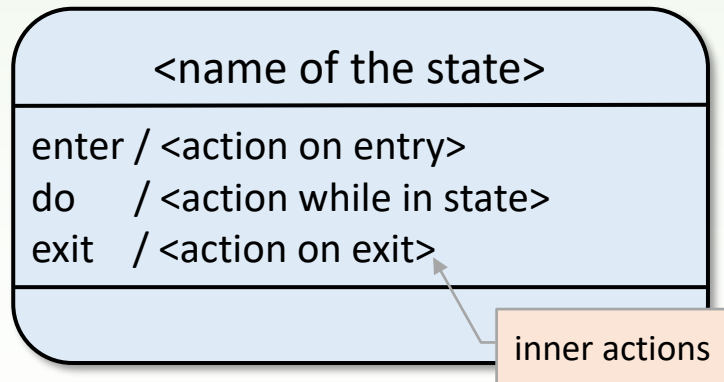 <name of the state>
enter / <action on entry>
do / <action while in state>
exit / <action on exit>
inner actions